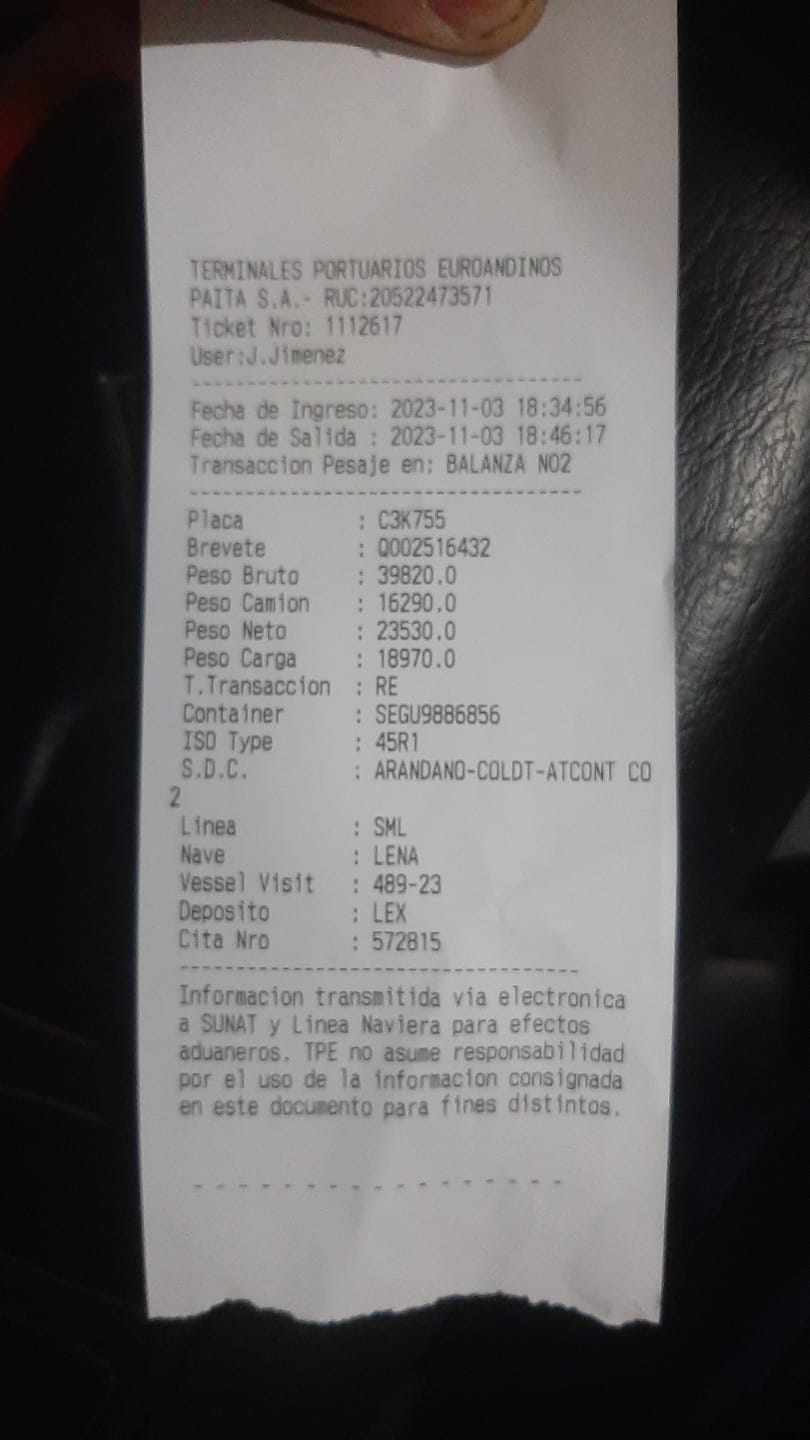 TERMINALES PORTUARIOS EUROANDINOS
PAITA S.A.- RUC:20522473571
Ticket Nro: 1112617
User:J.Jimenez
-----------------------------------
Fecha de Ingreso: 2023-11-03 18:34:56
Fecha de Salida : 2023-11-03 18:46:17
Transaccion Pesaje en: BALANZA NO2
-----------------------------------
Placa : C3K755
Brevete : Q002516432
Peso Bruto : 39820.0
Peso Camion : 16290.0
Peso Neto : 23530.0
Peso Carga : 18970.0
T.Transaccion : RE
Container : SEGU9886856
ISO Type : 45R1
S.D.C. : ARANDANO-COLDT-ATCONT CO
2
Linea : SML
Nave : LENA
Vessel Visit : 489-23
Deposito : LEX
Cita Nro : 572815
-----------------------------------
Informacion transmitida via electronica
a SUNAT y Linea Naviera para efectos
aduaneros. TPE no asume responsabilidad
por el uso de la informacion consignada
en este documento para fines distintos.
- - - - - - - - - - - - - - - - -